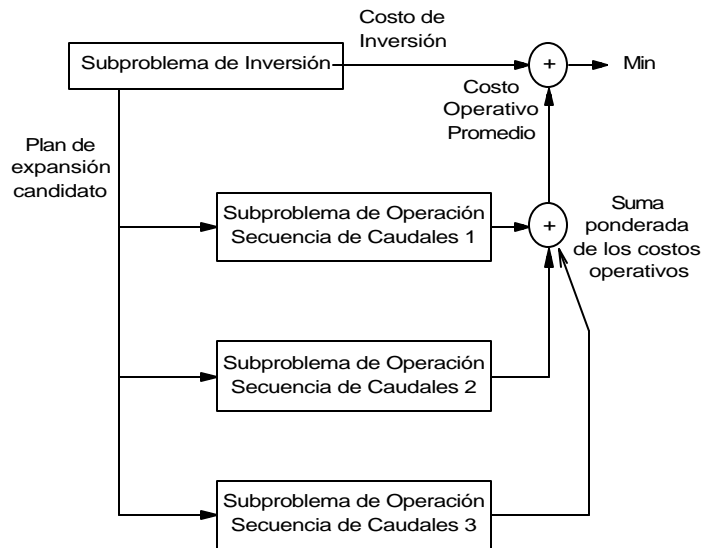 Costo de
Inversión
Subproblema de Inversión
+
Min
Costo
Operativo
Promedio
Plan de
expansión
candidato
Subproblema de Operación
Secuencia de Caudales 1
+
Suma
ponderada
de los costos
operativos
Subproblema de Operación
Secuencia de Caudales 2
Subproblema de Operación
Secuencia de Caudales 3